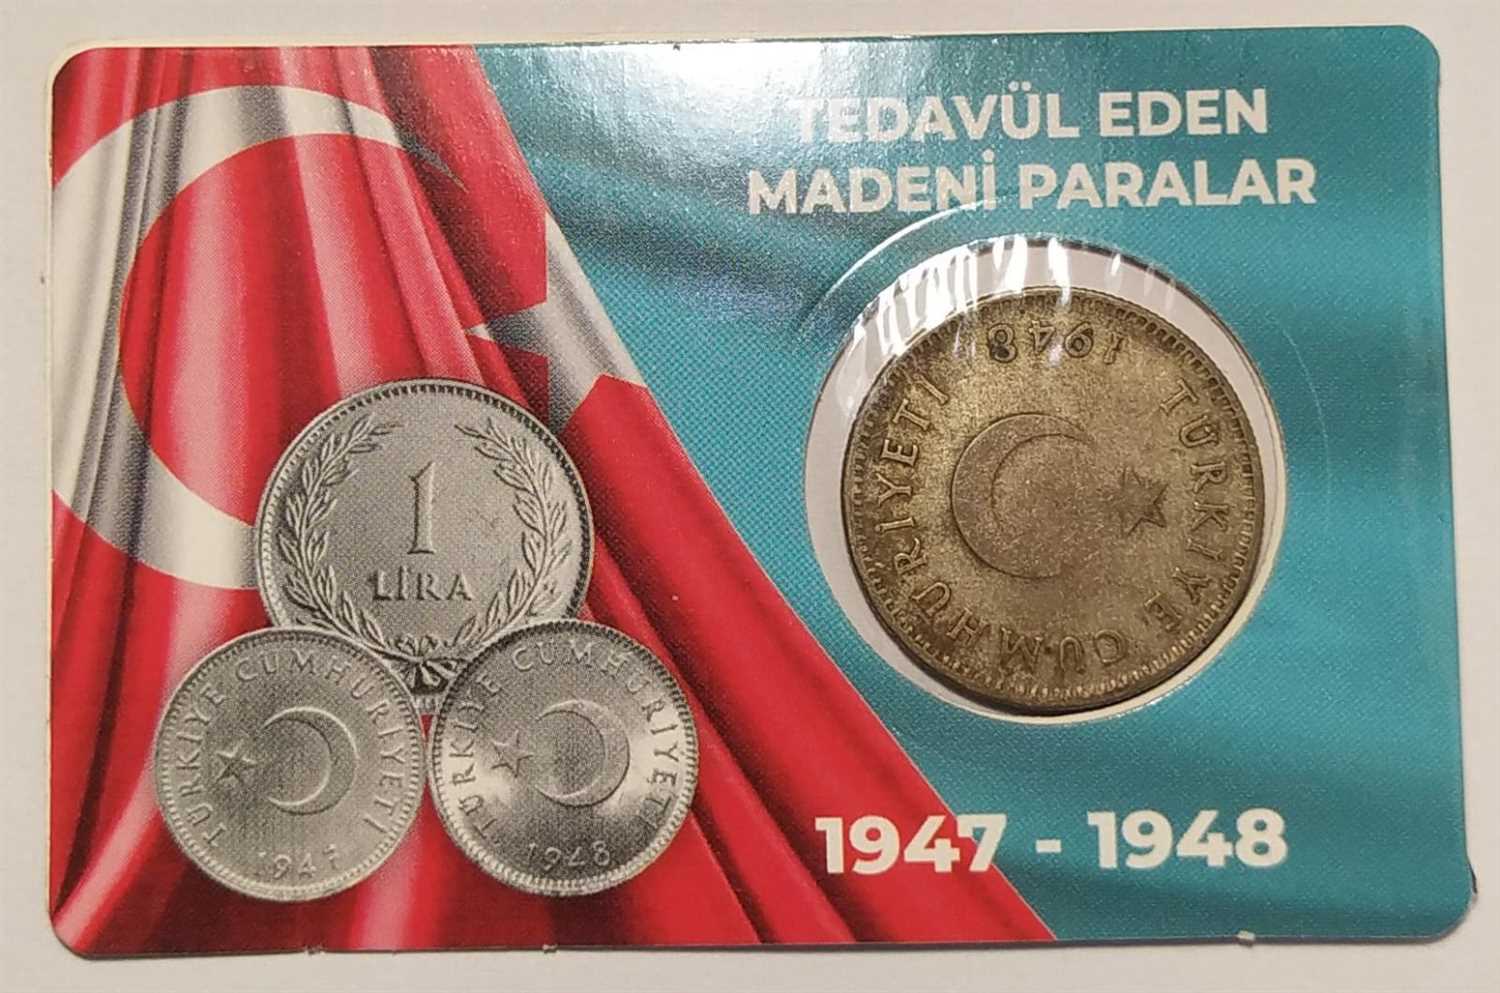 TEDAVÜL EDEN
MADENİ PARALAR
1948
TÜRKİYE CUMHURİYETİ
1
LİRA
TÜRKİYE CUMHURİYETİ
1947
TÜRKİYE CUMHURİYETİ
1948
1947 - 1948